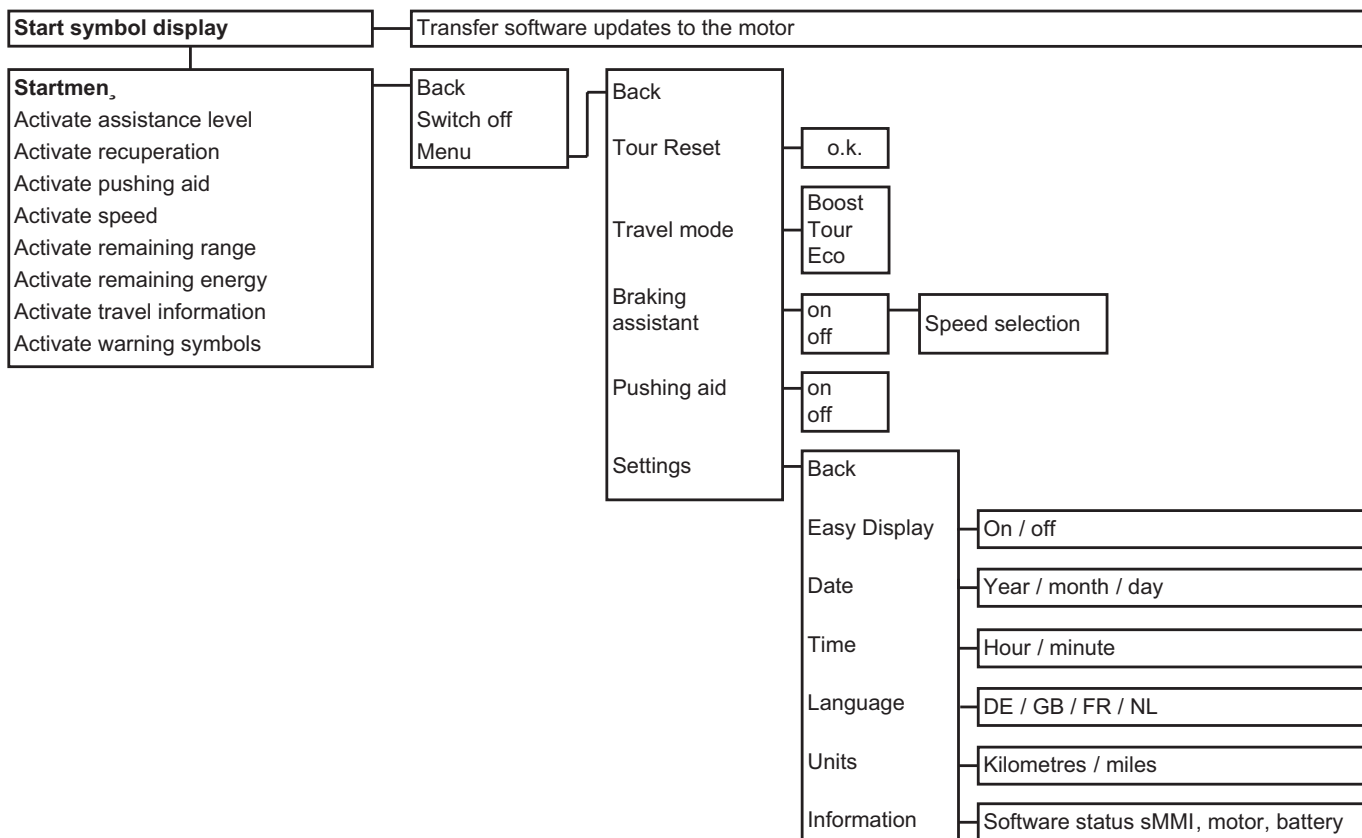 Start symbol display
Transfer software updates to the motor
Startmen¸
Activate assistance level
Activate recuperation
Activate pushing aid
Activate speed
Activate remaining range
Activate remaining energy
Activate travel information
Activate warning symbols
Back
Switch off
Menu
Back
Tour Reset
o.k.
Travel mode
Boost
Tour
Eco
Braking
assistant
on
off
Speed selection
Pushing aid
on
off
Settings
Back
Easy Display
On / off
Date
Year / month / day
Time
Hour / minute
Language
DE / GB / FR / NL
Units
Kilometres / miles
Information
Software status sMMI, motor, battery